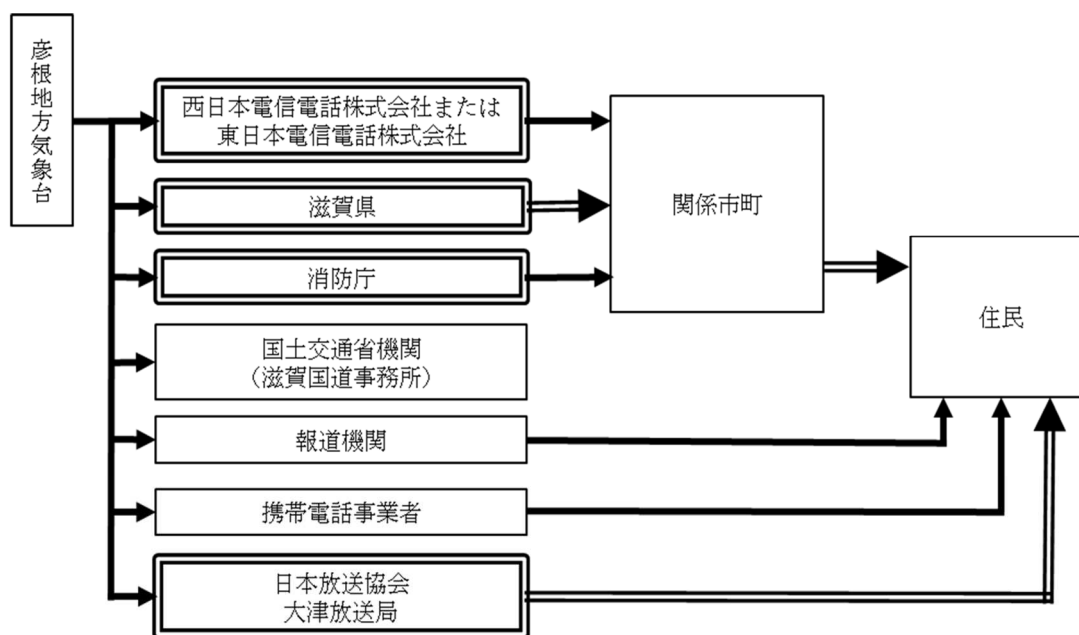 彦根地方気象台
西日本電信電話株式会社または
東日本電信電話株式会社
滋賀県
消防庁
国土交通省機関
（滋賀国道事務所）
報道機関
携帯電話事業者
日本放送協会
大津放送局
関係市町
住民